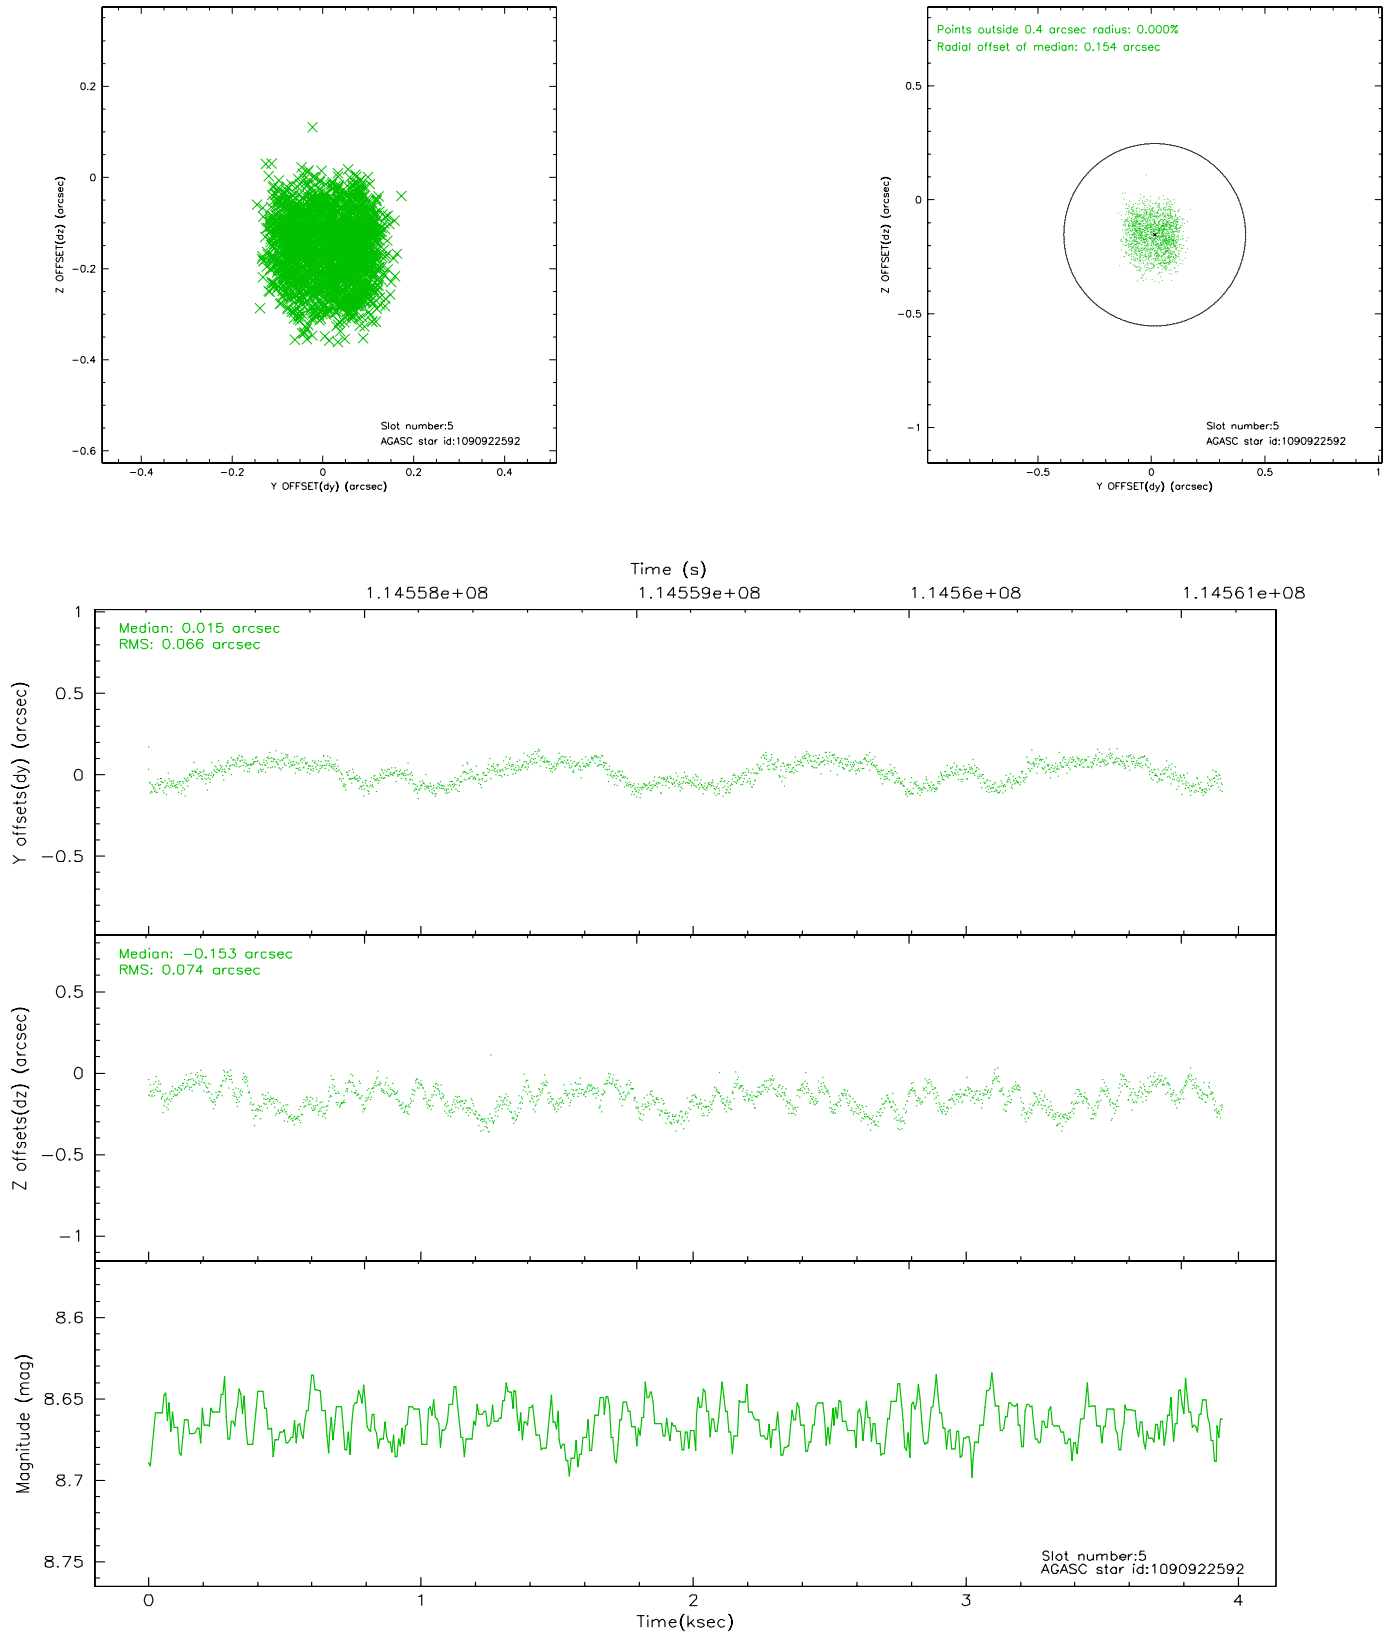 0.2
0
−0.2
−0.4
−0.6
Z OFFSET(dz) (arcsec)
Slot number:5
AGASC star id:1090922592
−0.4 −0.2 0 0.2 0.4
Y OFFSET(dy) (arcsec)
Points outside 0.4 arcsec radius: 0.000%
Radial offset of median: 0.154 arcsec
0.5
0
−0.5
−1
Z OFFSET(dz) (arcsec)
Slot number:5
AGASC star id:1090922592
−0.5 0 0.5 1
Y OFFSET(dy) (arcsec)
Time (s)
1.14558e+08 1.14559e+08 1.1456e+08 1.14561e+08
Median: 0.015 arcsec
RMS: 0.066 arcsec
1
0.5
0
−0.5
Y offsets(dy) (arcsec)
Median: −0.153 arcsec
RMS: 0.074 arcsec
0.5
0
−0.5
−1
Z offsets(dz) (arcsec)
8.6
8.65
8.7
8.75
Magnitude (mag)
Slot number:5
AGASC star id:1090922592
0 1 2 3 4
Time(ksec)